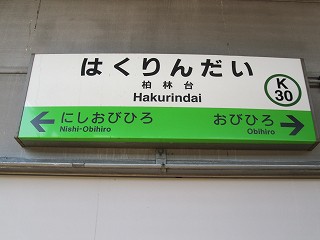 はくりんだい
柏林台
Hakurindai
K
30
にしおびひろ
Nishi-Obihiro
おびひろ
Obihiro